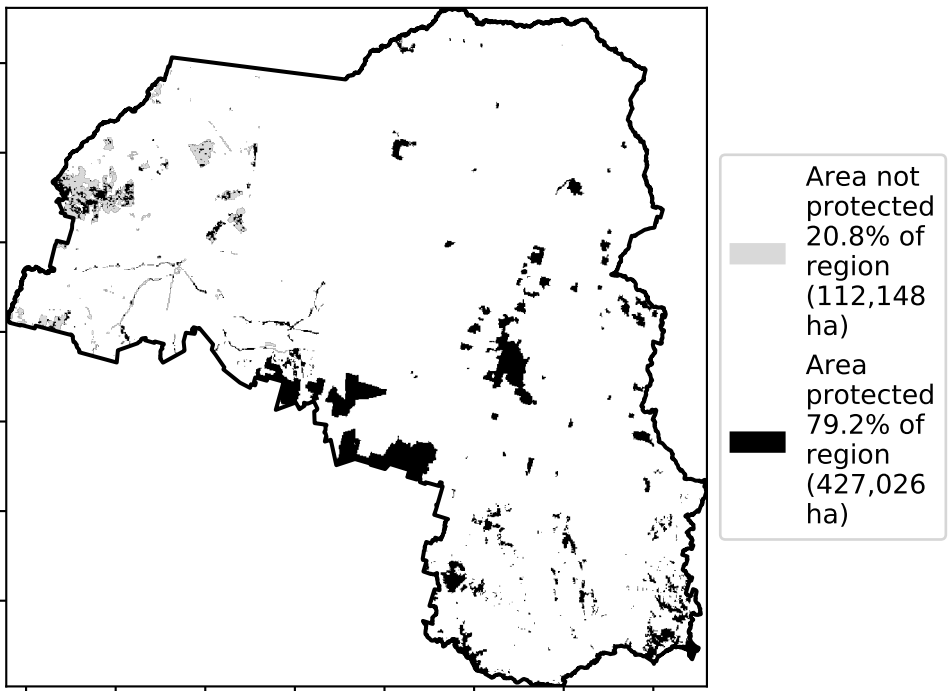 Area not
protected
20.8% of
region
(112,148
ha)
Area
protected
79.2% of
region
(427,026
ha)